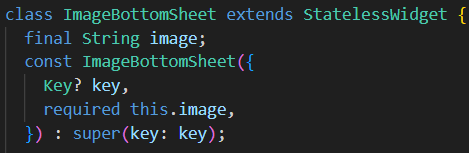 class ImageBottomSheet extends StatelessWidget {
  final String image;
  const ImageBottomSheet({
    Key? key,
    required this.image,
  }) : super(key: key);